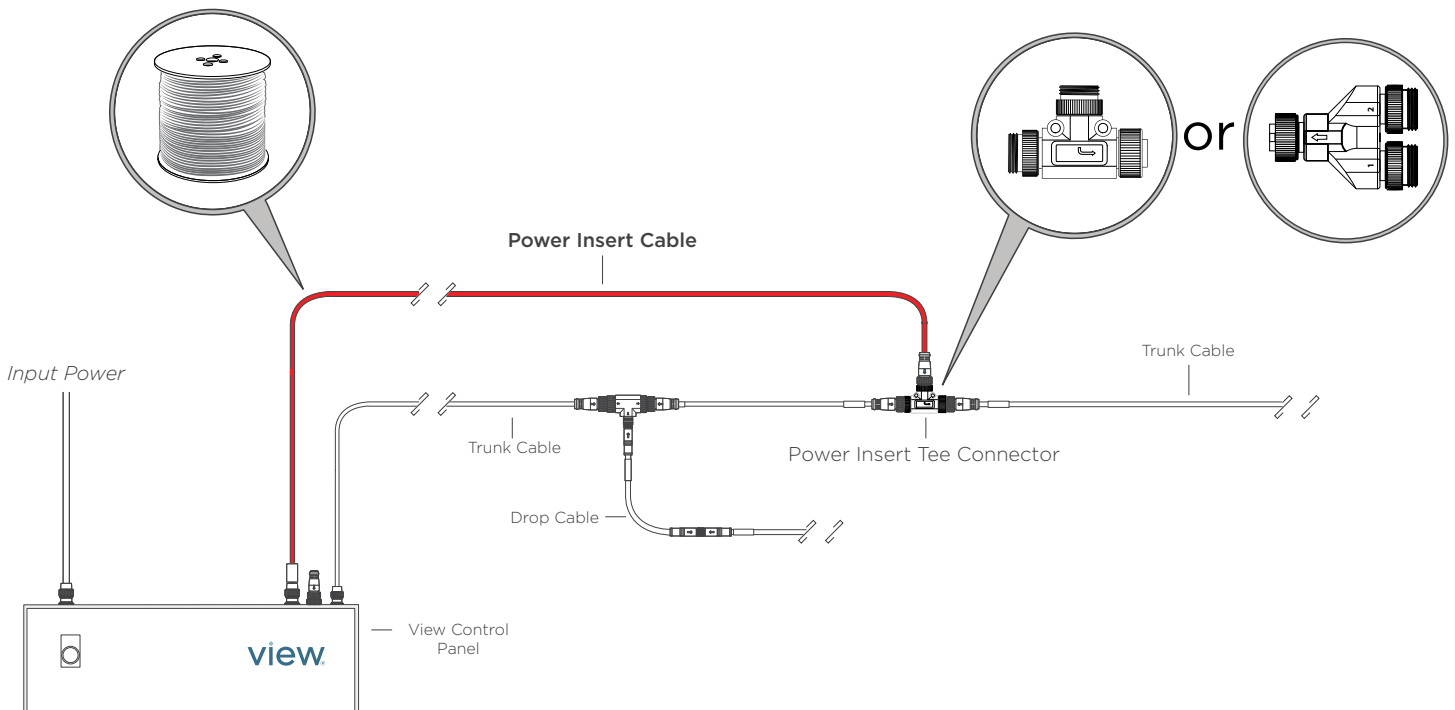 or
2
1
Power Insert Cable
Input Power
Trunk Cable
Trunk Cable
Power Insert Tee Connector
Drop Cable
View Control
Panel
view